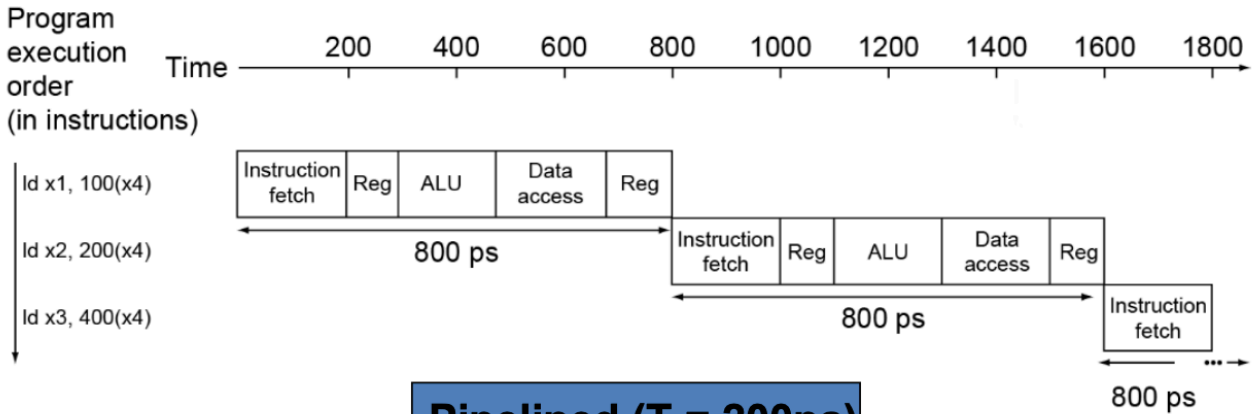 Program
execution
order
(in instructions)
Time
200 400 600 800 1000 1200 1400 1600 1800
ld x1, 100(x4)
Instruction fetch
Reg
ALU
Data access
Reg
800 ps
ld x2, 200(x4)
Instruction fetch
Reg
ALU
Data access
Reg
800 ps
ld x3, 400(x4)
Instruction fetch
...
800 ps
Pipelined (T = 200ps)